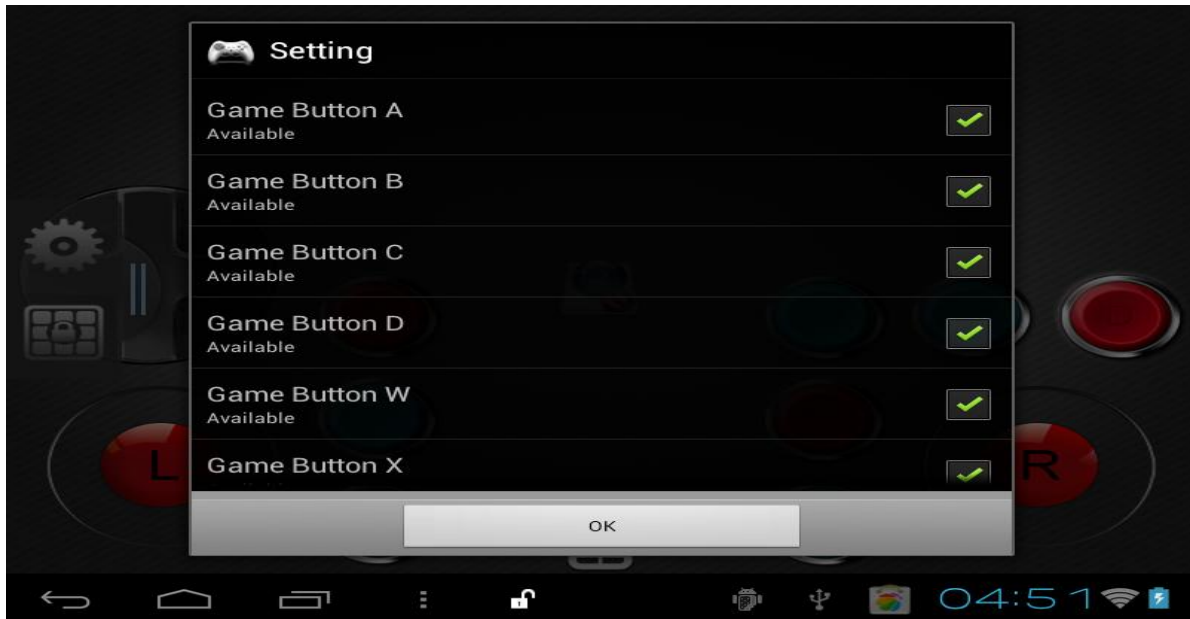 Setting
Game Button A
Available
Game Button B
Available
Game Button C
Available
Game Button D
Available
Game Button W
Available
Game Button X
L
R
OK
04:51